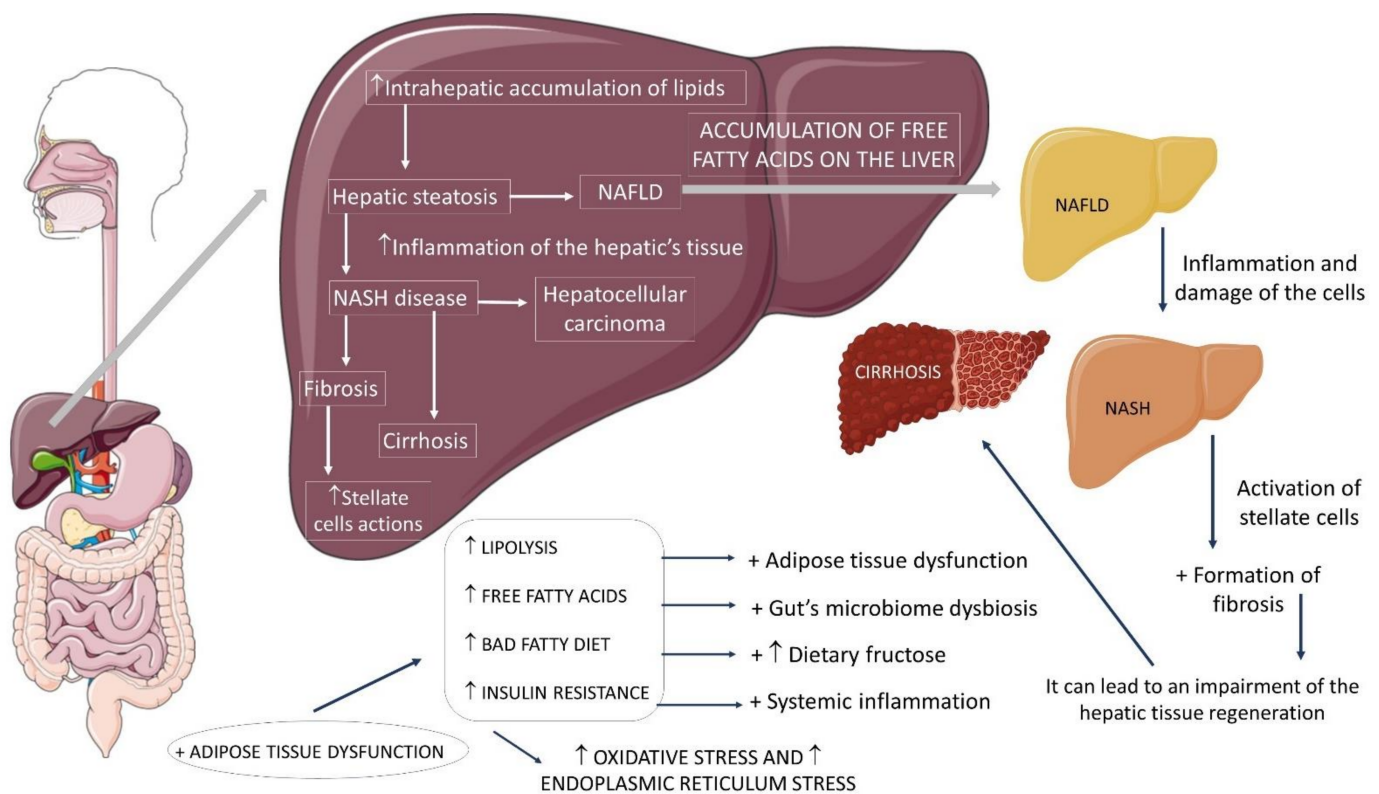 ↑Intrahepatic accumulation of lipids
ACCUMULATION OF FREE
FATTY ACIDS ON THE LIVER
Hepatic steatosis
NAFLD
↑Inflammation of the hepatic's tissue
NASH disease
Hepatocellular
carcinoma
Fibrosis
Cirrhosis
↑Stellate
cells actions
NAFLD
Inflammation and
damage of the cells
CIRRHOSIS
NASH
Activation of
stellate cells
+ Formation of
fibrosis
It can lead to an impairment of the
hepatic tissue regeneration
↑ LIPOLYSIS
↑ FREE FATTY ACIDS
↑ BAD FATTY DIET
↑ INSULIN RESISTANCE
+ Adipose tissue dysfunction
+ Gut's microbiome dysbiosis
+ ↑ Dietary fructose
+ Systemic inflammation
+ ADIPOSE TISSUE DYSFUNCTION
↑ OXIDATIVE STRESS AND ↑
ENDOPLASMIC RETICULUM STRESS